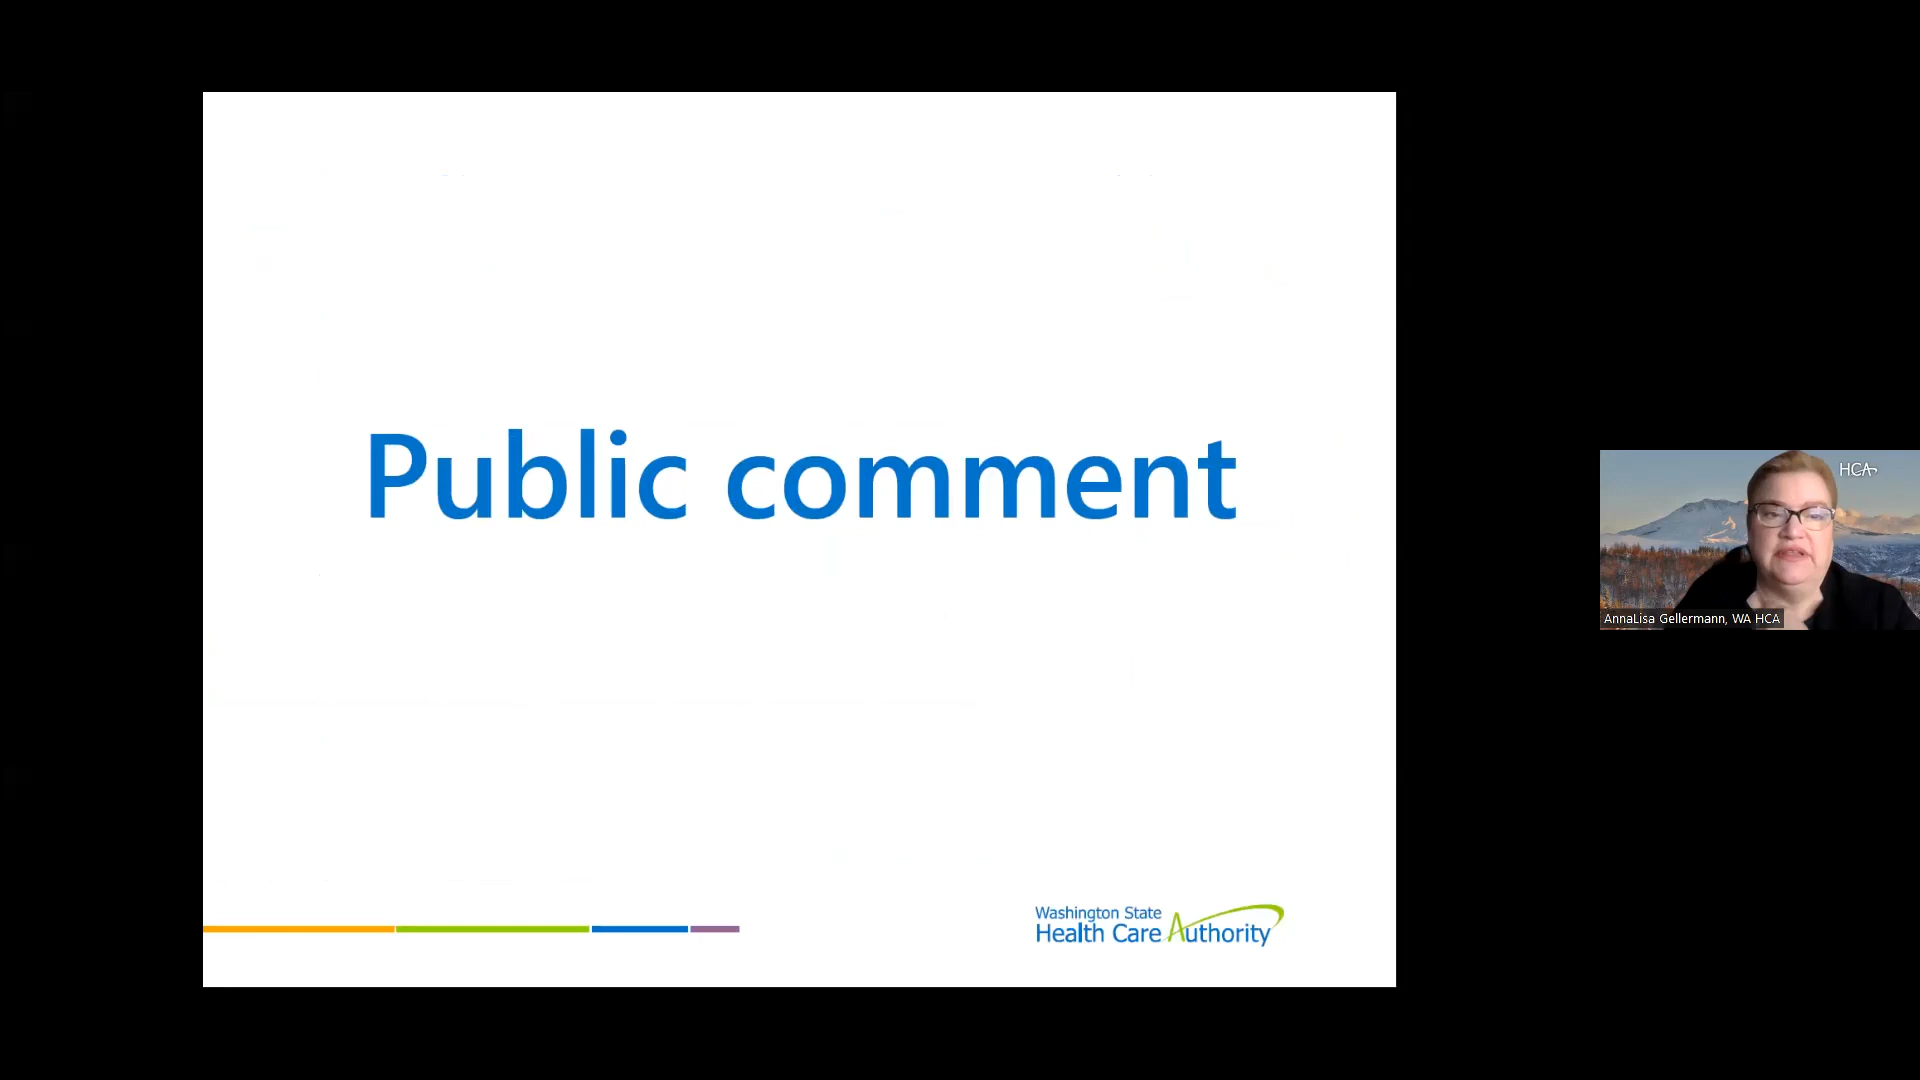 Public comment
HCA
AnnaLisa Gellermann, WA HCA
Washington State
Health Care Authority